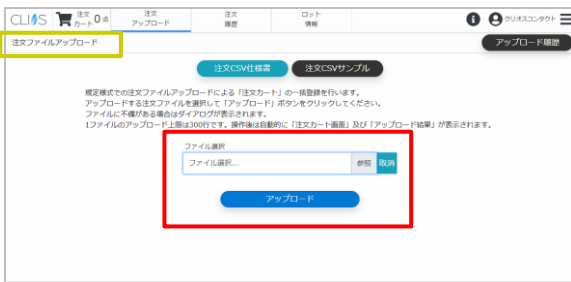 CLIAS
注文
カート
0点
注文
アップロード
注文
履歴
ロット
情報
クリオスコンタクト
注文ファイルアップロード
アップロード履歴
注文CSV仕様書
注文CSVサンプル
規定様式での注文ファイルアップロードによる「注文カート」の一括登録を行います。
アップロードする注文ファイルを選択して「アップロード」ボタンをクリックしてください。
ファイルに不備がある場合はダイアログが表示されます。
1ファイルのアップロード上限は300行です。操作後は自動的に「注文カート画面」及び「アップロード結果」が表示されます。
ファイル選択
ファイル選択...
参照
取消
アップロード